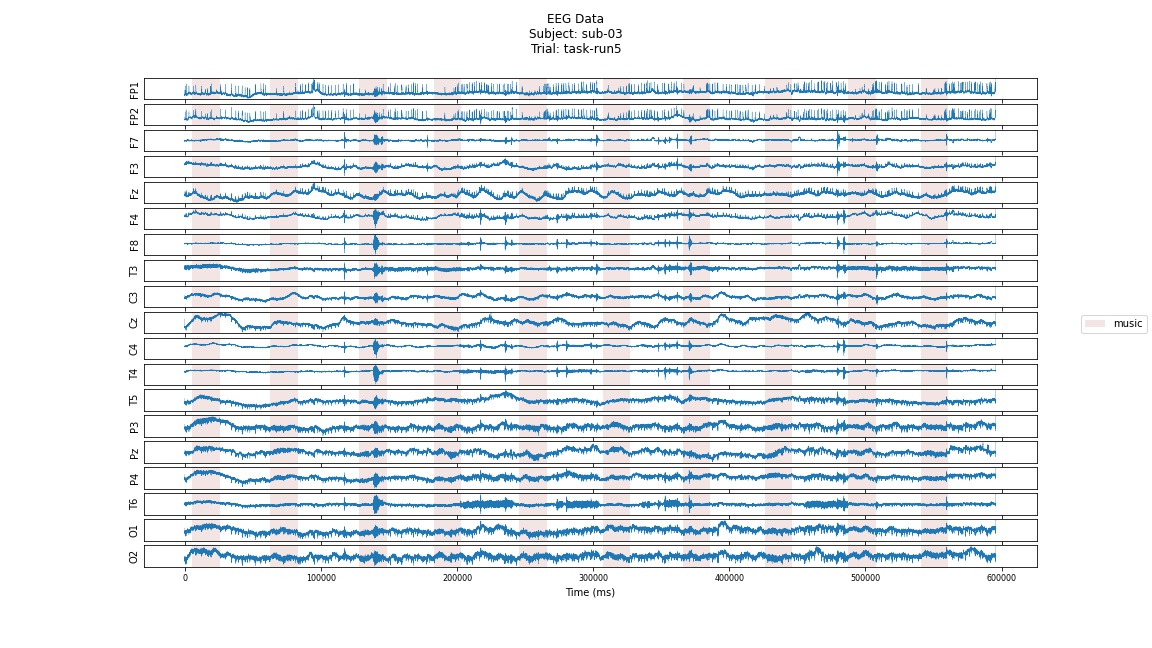 EEG Data
Subject: sub-03
Trial: task-run5
FP1
FP2
F7
F3
Fz
F4
F8
T3
C3
Cz
C4
T4
T5
P3
Pz
P4
T6
O1
O2
music
0 100000 200000 300000 400000 500000 600000
Time (ms)